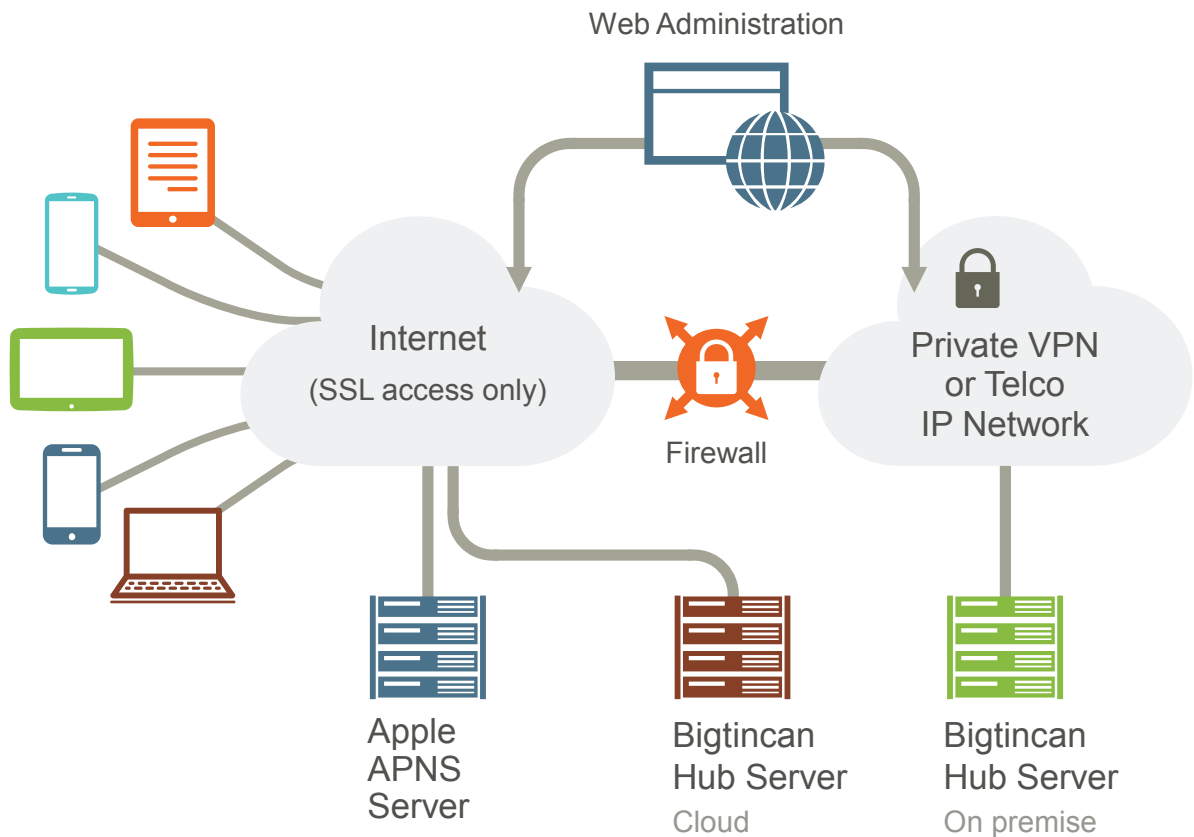 Web Administration
Internet
(SSL access only)
Private VPN
or Telco
IP Network
Firewall
Apple
APNS
Server
Bigtincan
Hub Server
Cloud
Bigtincan
Hub Server
On premise